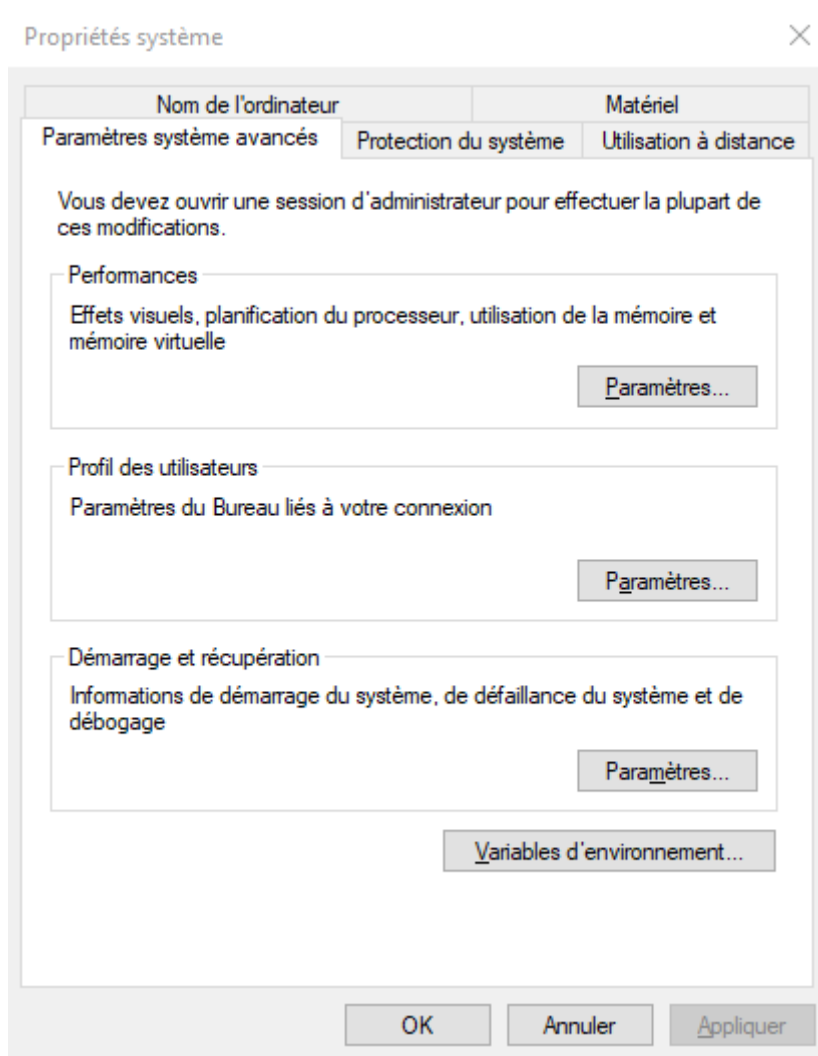 Propriétés système
Nom de l'ordinateur
Matériel
Paramètres système avancés
Protection du système
Utilisation à distance
Vous devez ouvrir une session d'administrateur pour effectuer la plupart de
ces modifications.
Performances
Effets visuels, planification du processeur, utilisation de la mémoire et
mémoire virtuelle
Paramètres...
Profil des utilisateurs
Paramètres du Bureau liés à votre connexion
Paramètres...
Démarrage et récupération
Informations de démarrage du système, de défaillance du système et de
débogage
Paramètres...
Variables d'environnement...
OK
Annuler
Appliquer